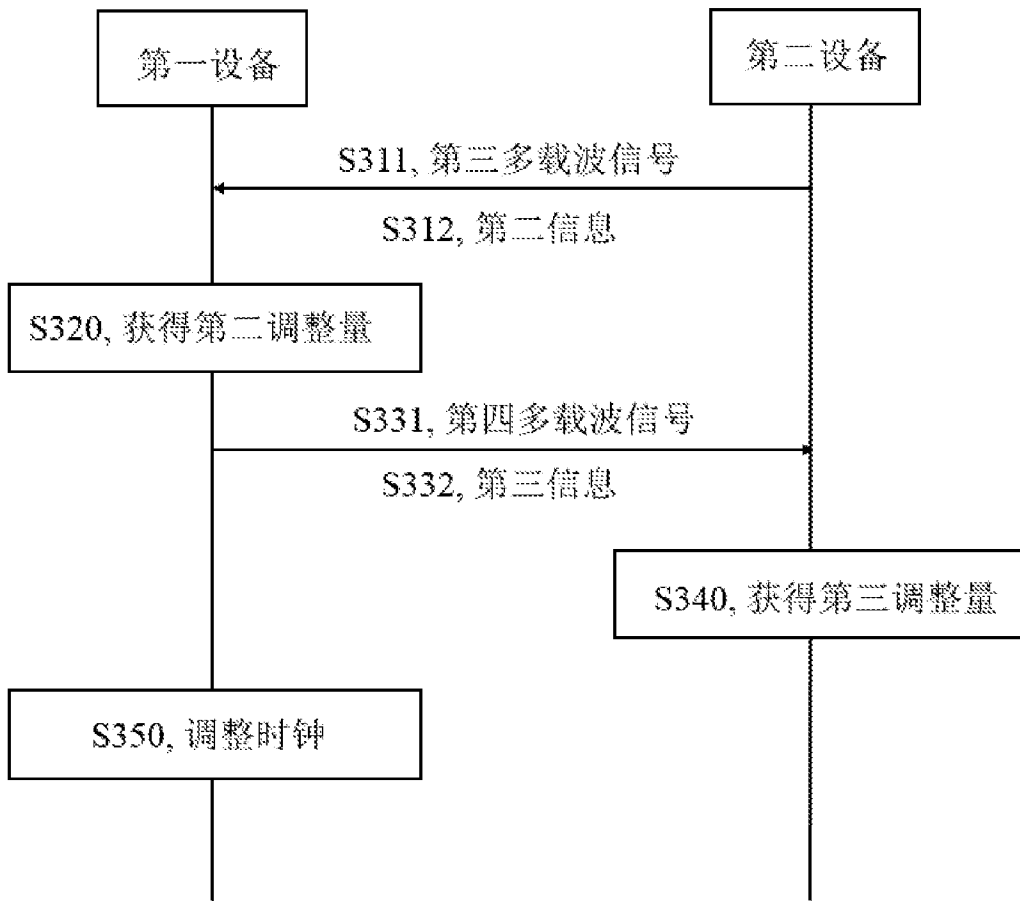 第一设备
第二设备
S311, 第三多载波信号
S312, 第二信息
S320, 获得第二调整量
S331, 第四多载波信号
S332, 第三信息
S340, 获得第三调整量
S350, 调整时钟